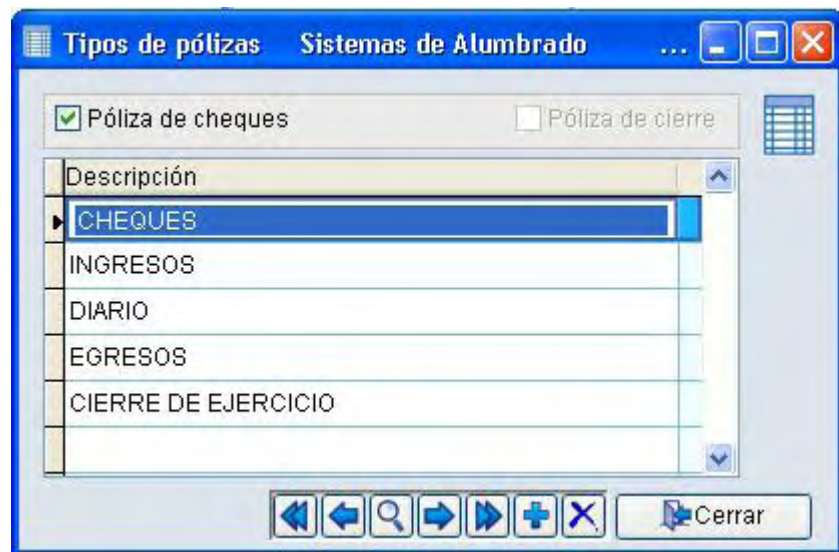 Tipos de pólizas Sistemas de Alumbrado ...
Póliza de cheques Póliza de cierre
Descripción
CHEQUES
INGRESOS
DIARIO
EGRESOS
CIERRE DE EJERCICIO
Cerrar